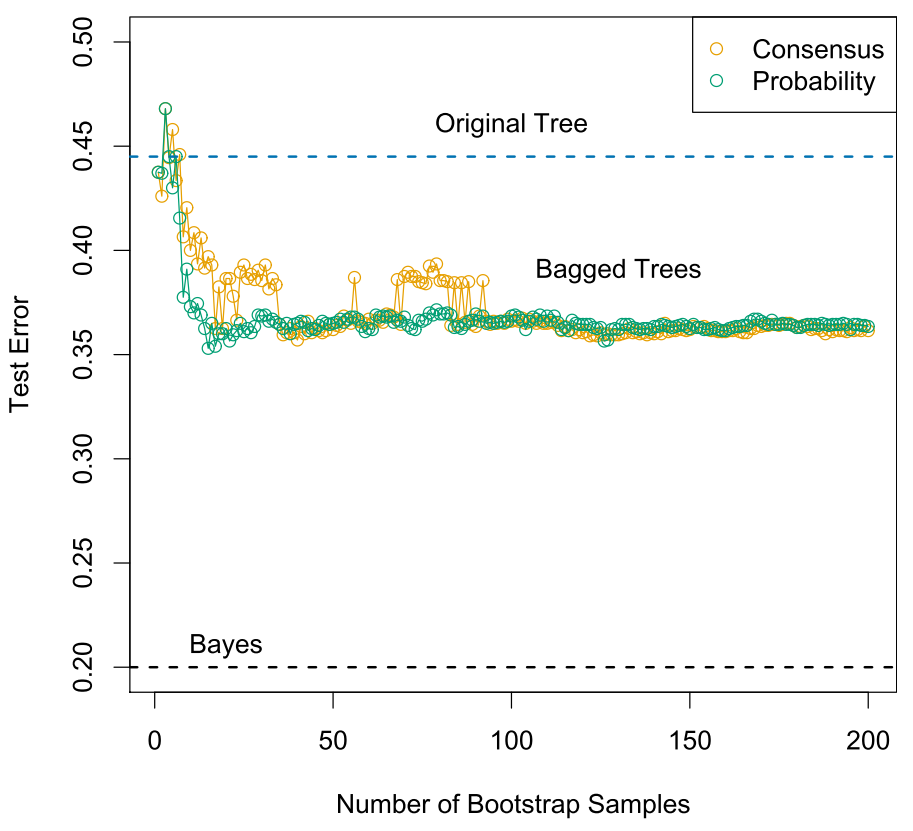 Consensus
Probability
Original Tree
Bagged Trees
Bayes
Test Error
0.50
0.45
0.40
0.35
0.30
0.25
0.20
0 50 100 150 200
Number of Bootstrap Samples